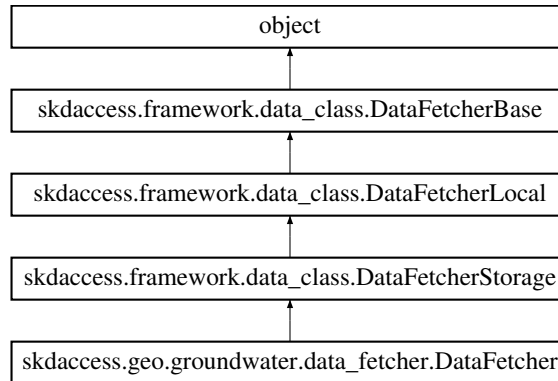 object
skdaccess.framework.data_class.DataFetcherBase
skdaccess.framework.data_class.DataFetcherLocal
skdaccess.framework.data_class.DataFetcherStorage
skdaccess.geo.groundwater.data_fetcher.DataFetcher